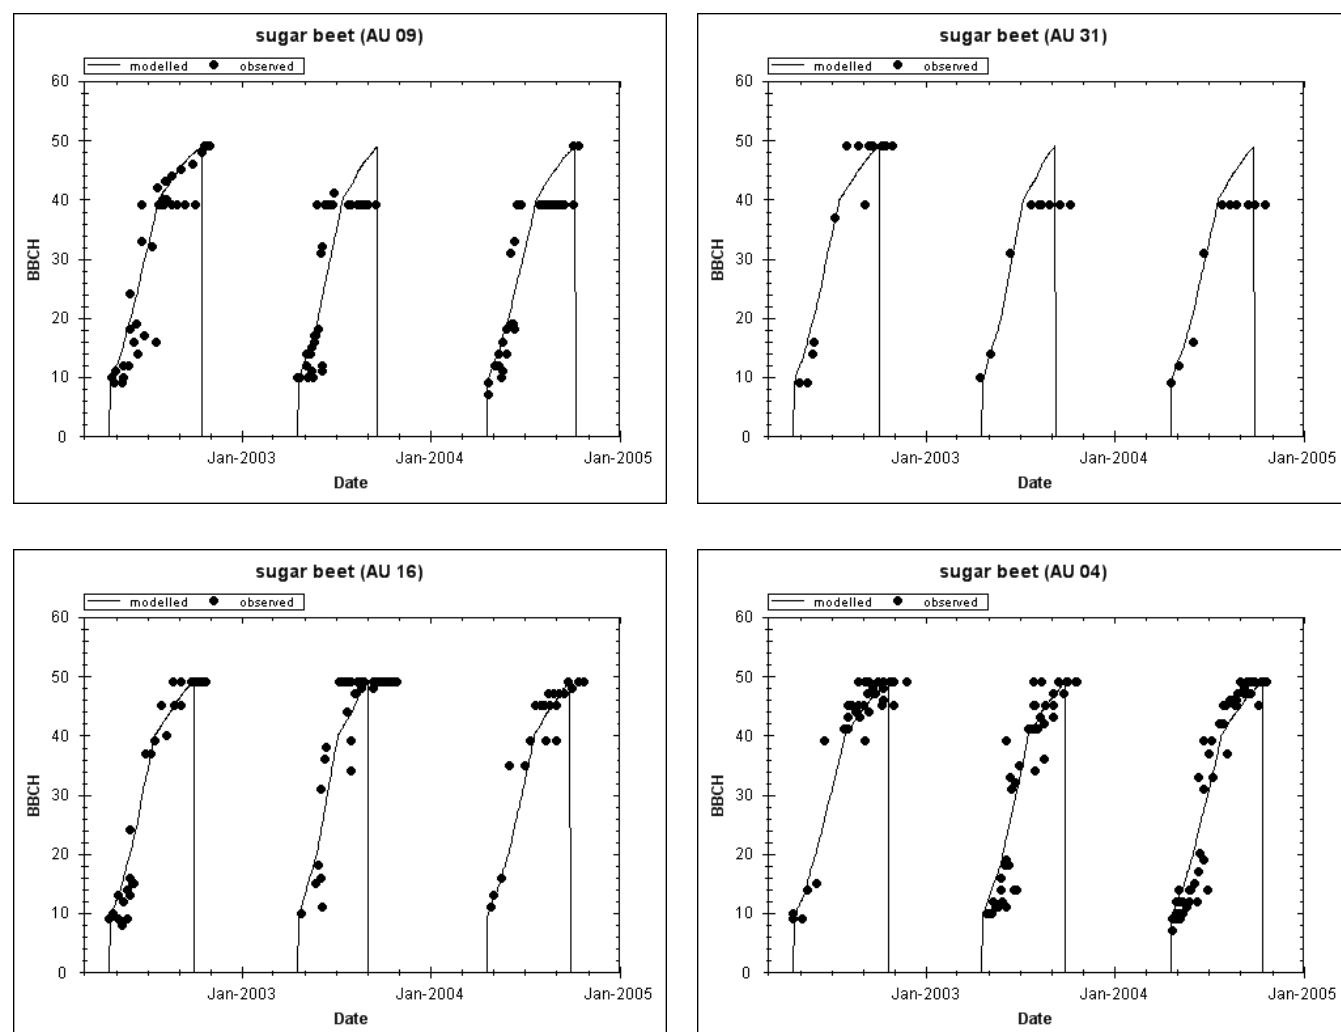 sugar beet (AU 09)
modelled observed
60
50
40
30
20
10
0
BBCH
Jan-2003 Jan-2004 Jan-2005
Date
sugar beet (AU 31)
modelled observed
60
50
40
30
20
10
0
BBCH
Jan-2003 Jan-2004 Jan-2005
Date
sugar beet (AU 16)
modelled observed
60
50
40
30
20
10
0
BBCH
Jan-2003 Jan-2004 Jan-2005
Date
sugar beet (AU 04)
modelled observed
60
50
40
30
20
10
0
BBCH
Jan-2003 Jan-2004 Jan-2005
Date